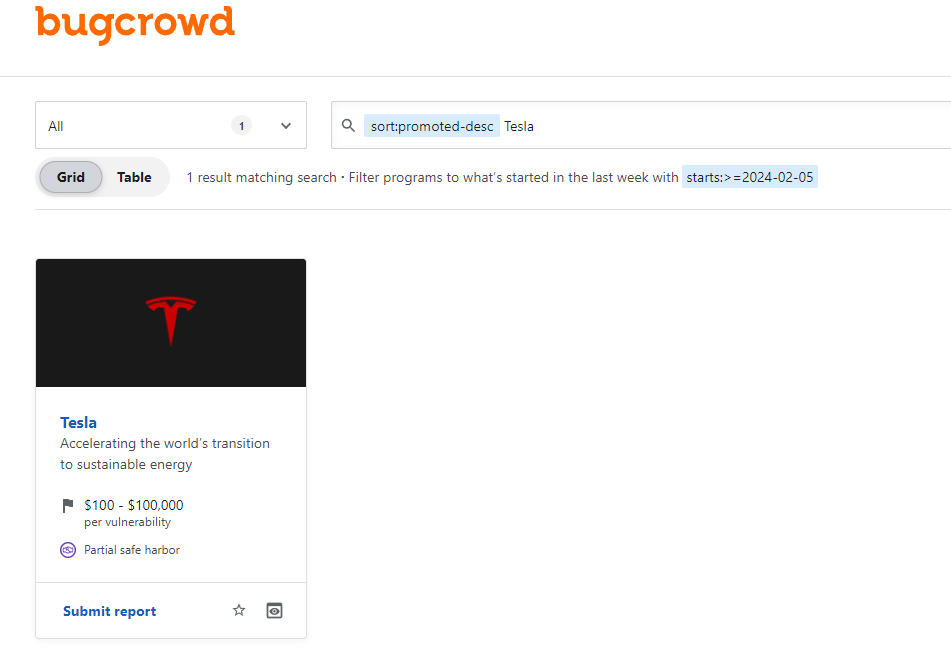 bugcrowd
All 1
sort:promoted-desc Tesla
Grid Table 1 result matching search · Filter programs to what’s started in the last week with starts:>=2024-02-05
Tesla
Accelerating the world’s transition
to sustainable energy
$100 - $100,000
per vulnerability
Partial safe harbor
Submit report